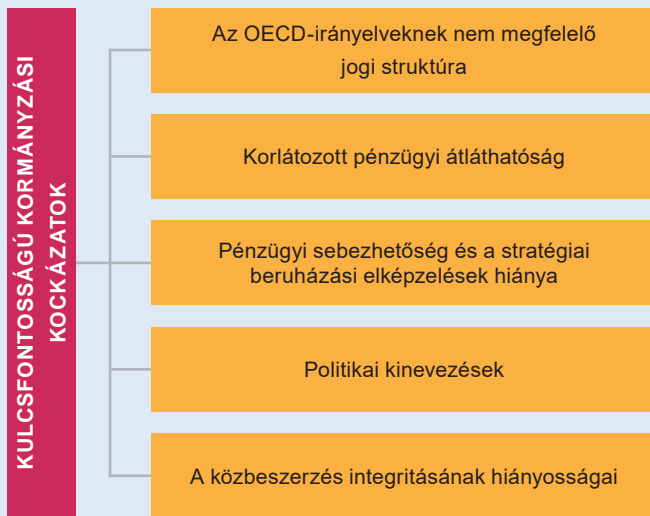 KULCSFONTOSSÁGÚ KORMÁNYZÁSI
KOCKÁZATOK
Az OECD-irányelveknek nem megfelelő
jogi struktúra
Korlátozott pénzügyi átláthatóság
Pénzügyi sebezhetőség és a stratégiai
beruházási elképzelések hiánya
Politikai kinevezések
A közbeszerzés integritásának hiányosságai